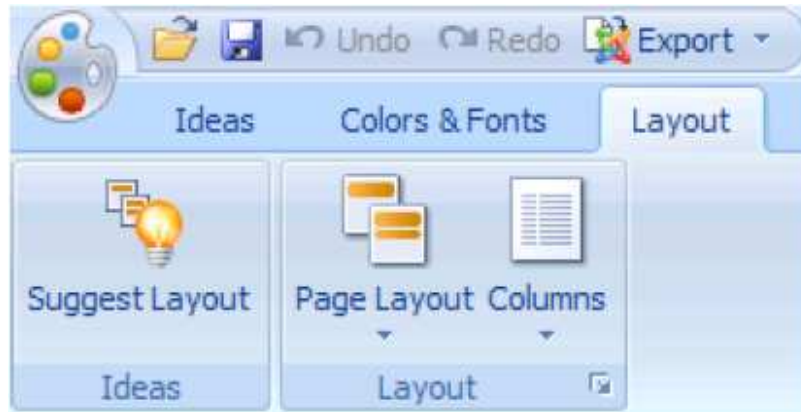 Undo Redo Export
Ideas Colors & Fonts Layout
Suggest Layout Page Layout Columns
Ideas Layout